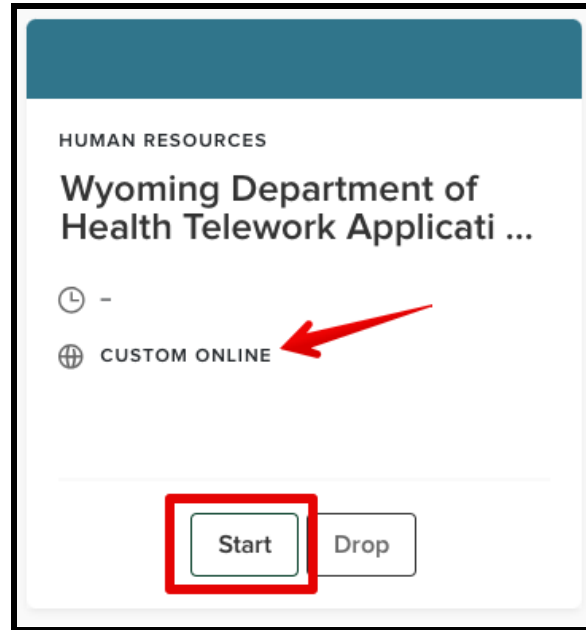 HUMAN RESOURCES
Wyoming Department of
Health Telework Applicati ...
–
CUSTOM ONLINE
Start
Drop